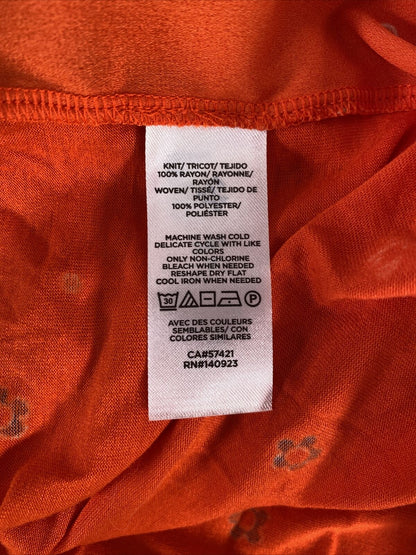 KNIT/ TRICOT/ TEJIDO
100% RAYON/ RAYONNE/
RAYÓN
WOVEN/ TISSÉ/ TEJIDO DE
PUNTO
100% POLYESTER/
POLIÉSTER
MACHINE WASH COLD
DELICATE CYCLE WITH LIKE
COLORS
ONLY NON-CHLORINE
BLEACH WHEN NEEDED
RESHAPE DRY FLAT
COOL IRON WHEN NEEDED
30 P
AVEC DES COULEURS
SEMBLABLES/ CON
COLORES SIMILARES
CA#57421
RN#140923